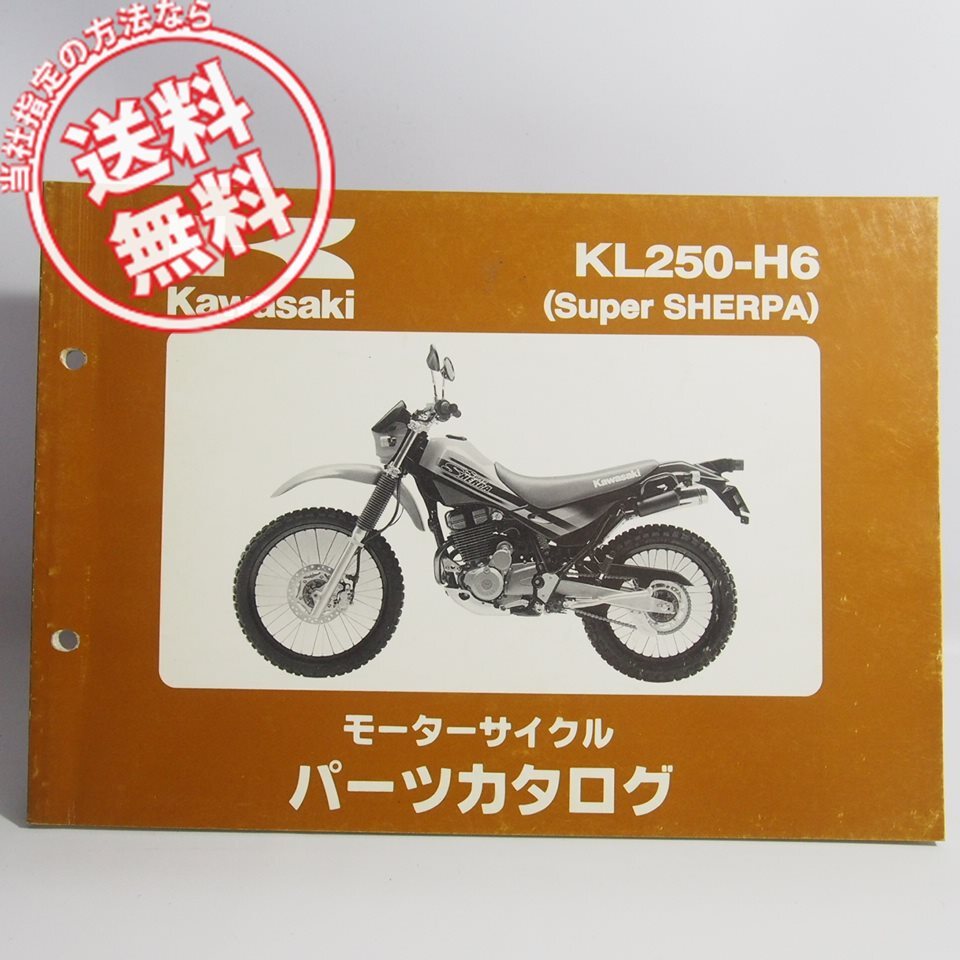 当社指定の方法なら
送料
無料
Kawasaki
KL250-H6
(Super SHERPA)
SHERPA
Kawasaki
モーターサイクル
パーツカタログ